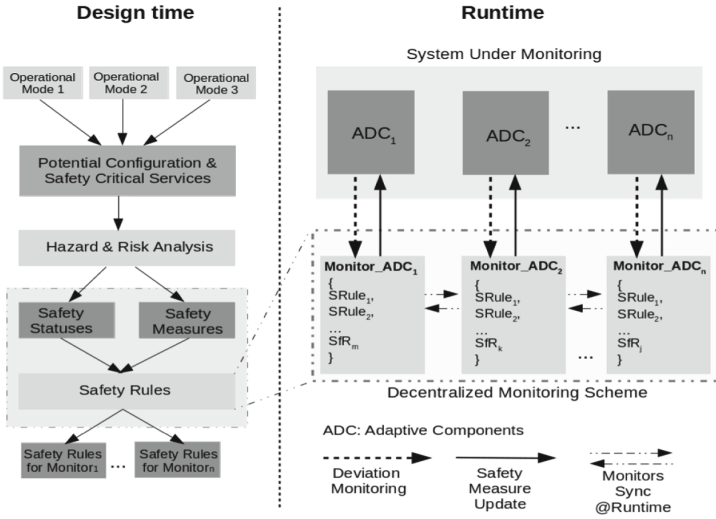 Design time
Operational
Mode 1
Operational
Mode 2
Operational
Mode 3
Potential Configuration &
Safety Critical Services
Hazard & Risk Analysis
Safety
Statuses
Safety
Measures
Safety Rules
Safety Rules
for Monitor₁
...
Safety Rules
for Monitorₙ
Runtime
System Under Monitoring
ADC₁
ADC₂
...
ADCₙ
Monitor_ADC₁
{
SRule₁,
SRule₂,
...
SfRₘ
}
Monitor_ADC₂
{
SRule₁,
SRule₂,
...
SfRₖ
}
...
Monitor_ADCₙ
{
SRule₁,
SRule₂,
...
SfRⱼ
}
Decentralized Monitoring Scheme
ADC: Adaptive Components
Deviation
Monitoring
Safety
Measure
Update
Monitors
Sync
@Runtime